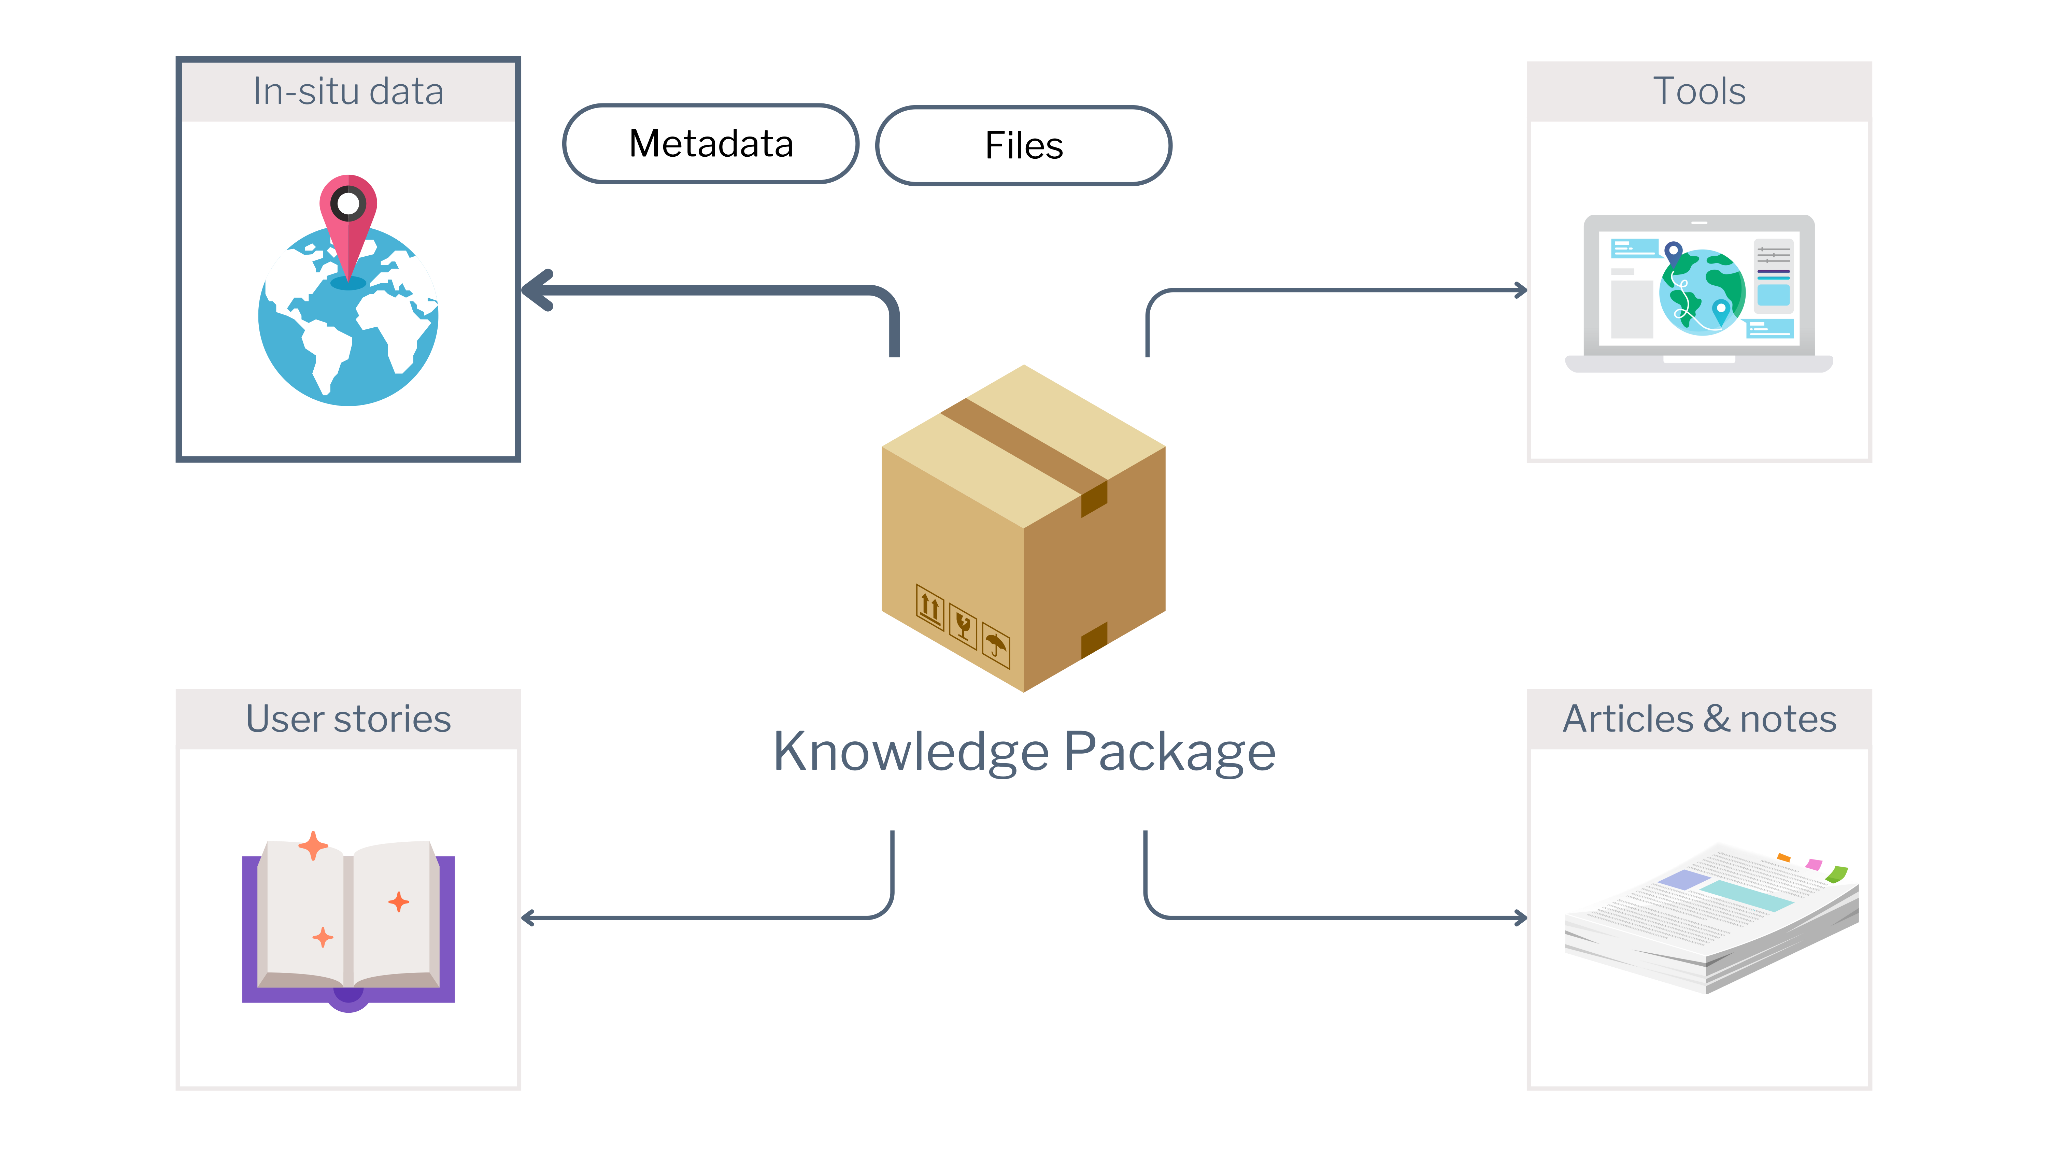 In-situ data
Metadata
Files
Tools
User stories
Knowledge Package
Articles & notes